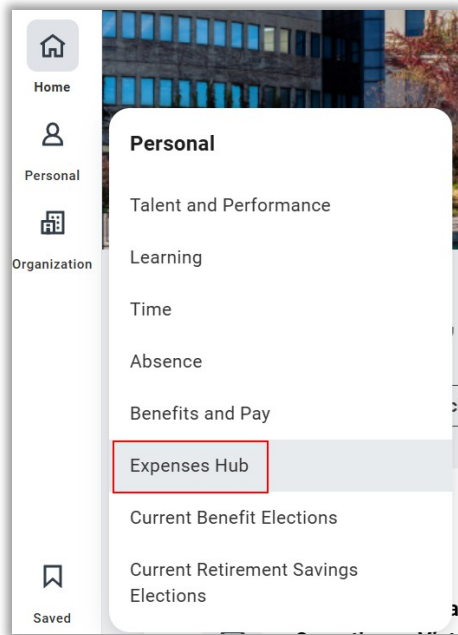 Home
Personal
Organization
Saved
Personal
Talent and Performance
Learning
Time
Absence
Benefits and Pay
Expenses Hub
Current Benefit Elections
Current Retirement Savings
Elections